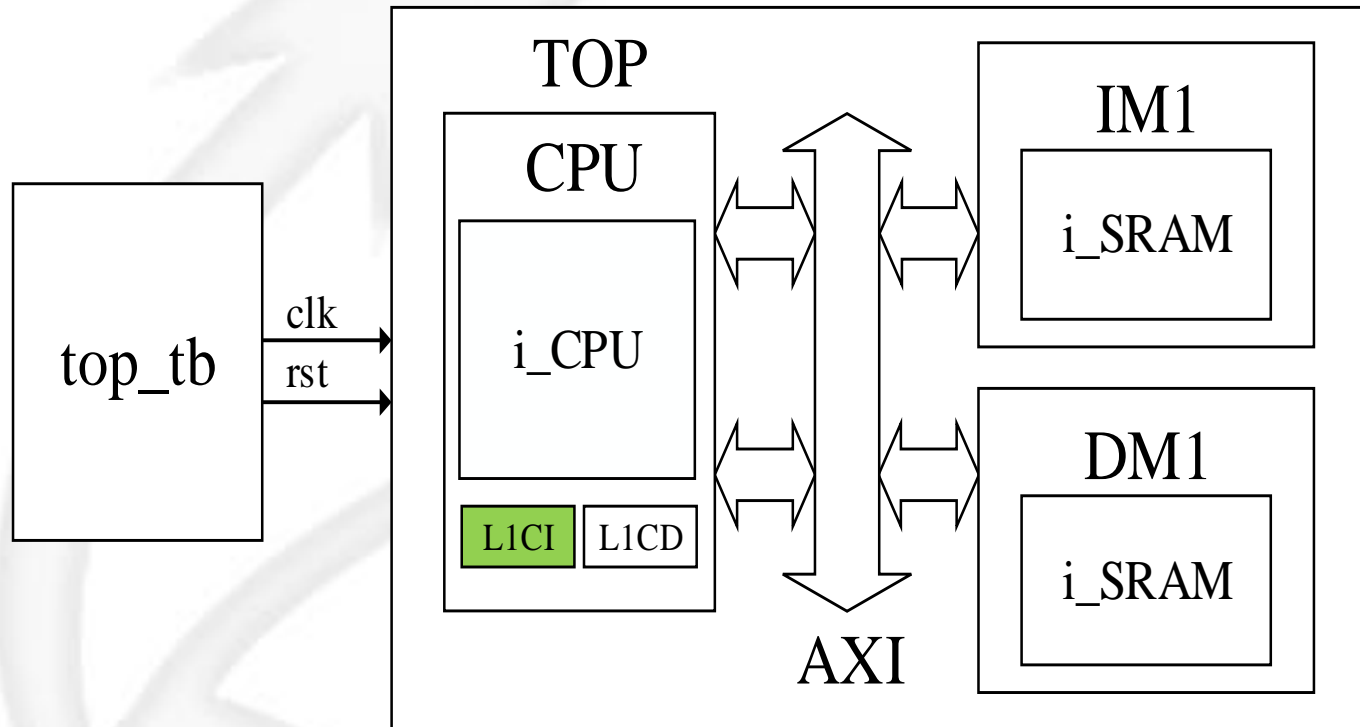 TOP
CPU
i_CPU
L1CI
L1CD
top_tb
clk
rst
AXI
IM1
i_SRAM
DM1
i_SRAM